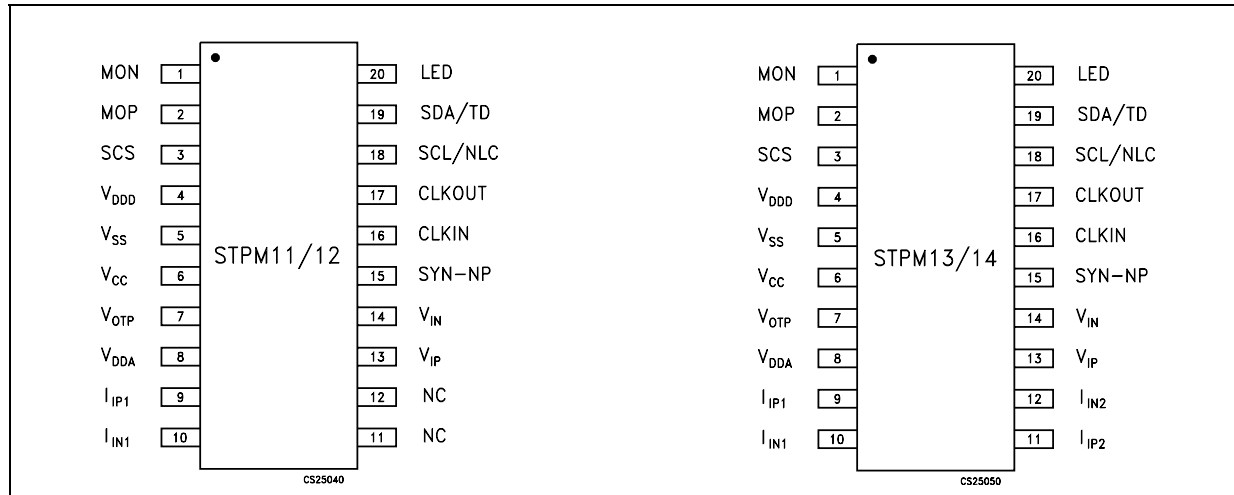 MON 1 20 LED
MOP 2 19 SDA/TD
SCS 3 18 SCL/NLC
VDDD 4 17 CLKOUT
VSS 5 16 CLKIN
STPM11/12
VCC 6 15 SYN-NP
VOTP 7 14 VIN
VDDA 8 13 VIP
IIP1 9 12 NC
IIN1 10 11 NC
CS25040
MON 1 20 LED
MOP 2 19 SDA/TD
SCS 3 18 SCL/NLC
VDDD 4 17 CLKOUT
VSS 5 16 CLKIN
STPM13/14
VCC 6 15 SYN-NP
VOTP 7 14 VIN
VDDA 8 13 VIP
IIP1 9 12 IIN2
IIN1 10 11 IIP2
CS25050